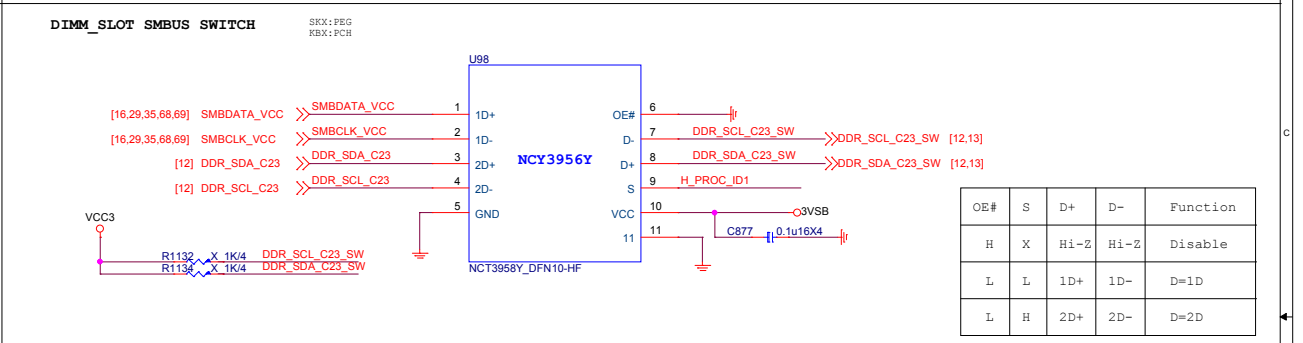 DIMM_SLOT SMBUS SWITCH
SKX:PEG
KBX:PCH
U98
[16,29,35,68,69] SMBDATA_VCC SMBDATA_VCC 1 1D+
[16,29,35,68,69] SMBCLK_VCC SMBCLK_VCC 2 1D-
[12] DDR_SDA_C23 DDR_SDA_C23 3 2D+
[12] DDR_SCL_C23 DDR_SCL_C23 4 2D-
5 GND
NCY3956Y
OE# 6
D- 7 DDR_SCL_C23_SW DDR_SCL_C23_SW [12,13]
D+ 8 DDR_SDA_C23_SW DDR_SDA_C23_SW [12,13]
S 9 H_PROC_ID1
VCC 10 3VSB
11 11 C877 0.1u16X4
NCT3958Y_DFN10-HF
VCC3
R1132 X_1K/4 DDR_SCL_C23_SW
R1134 X_1K/4 DDR_SDA_C23_SW
OE# S D+ D- Function
H X Hi-Z Hi-Z Disable
L L 1D+ 1D- D=1D
L H 2D+ 2D- D=2D
C